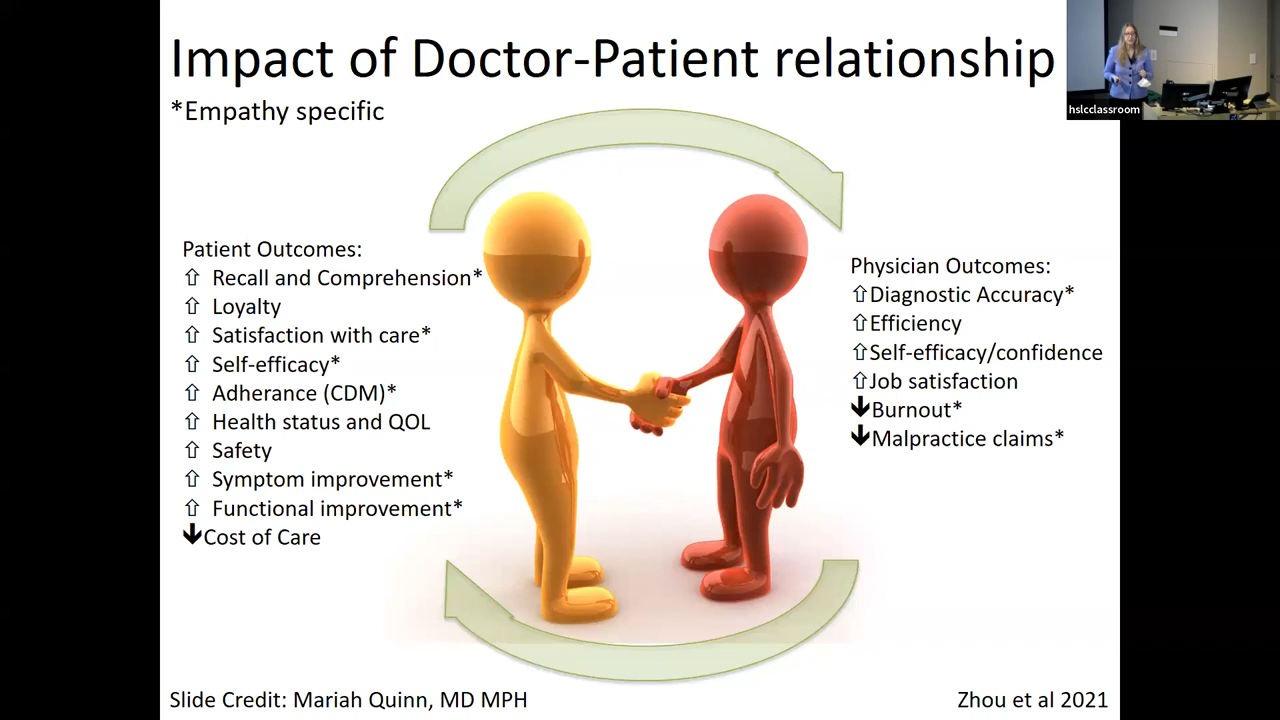 Impact of Doctor-Patient relationship
*Empathy specific
hslcclassroom
Patient Outcomes:
⇧ Recall and Comprehension*
⇧ Loyalty
⇧ Satisfaction with care*
⇧ Self-efficacy*
⇧ Adherance (CDM)*
⇧ Health status and QOL
⇧ Safety
⇧ Symptom improvement*
⇧ Functional improvement*
🡇Cost of Care
Physician Outcomes:
⇧Diagnostic Accuracy*
⇧Efficiency
⇧Self-efficacy/confidence
⇧Job satisfaction
🡇Burnout*
🡇Malpractice claims*
Slide Credit: Mariah Quinn, MD MPH
Zhou et al 2021